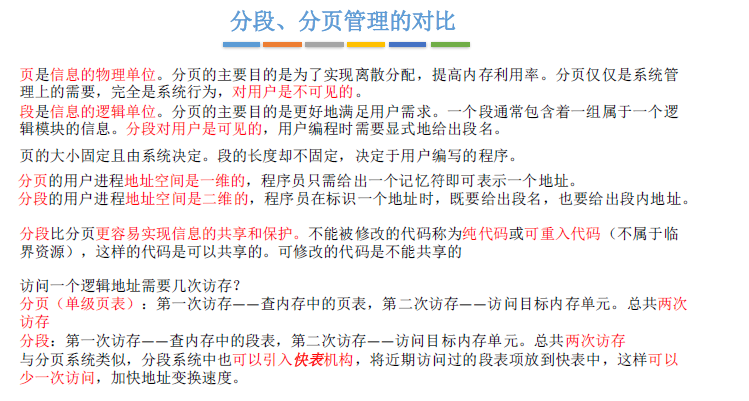 分段、分页管理的对比
页是信息的物理单位。分页的主要目的是为了实现离散分配，提高内存利用率。分页仅仅是系统管
理上的需要，完全是系统行为，对用户是不可见的。
段是信息的逻辑单位。分页的主要目的是更好地满足用户需求。一个段通常包含着一组属于一个逻
辑模块的信息。分段对用户是可见的，用户编程时需要显式地给出段名。
页的大小固定且由系统决定。段的长度却不固定，决定于用户编写的程序。
分页的用户进程地址空间是一维的，程序员只需给出一个记忆符即可表示一个地址。
分段的用户进程地址空间是二维的，程序员在标识一个地址时，既要给出段名，也要给出段内地址。
分段比分页更容易实现信息的共享和保护。不能被修改的代码称为纯代码或可重入代码（不属于临
界资源），这样的代码是可以共享的。可修改的代码是不能共享的
访问一个逻辑地址需要几次访存？
分页（单级页表）：第一次访存——查内存中的页表，第二次访存——访问目标内存单元。总共两次
访存
分段：第一次访存——查内存中的段表，第二次访存——访问目标内存单元。总共两次访存
与分页系统类似，分段系统中也可以引入快表机构，将近期访问过的段表项放到快表中，这样可以
少一次访问，加快地址变换速度。